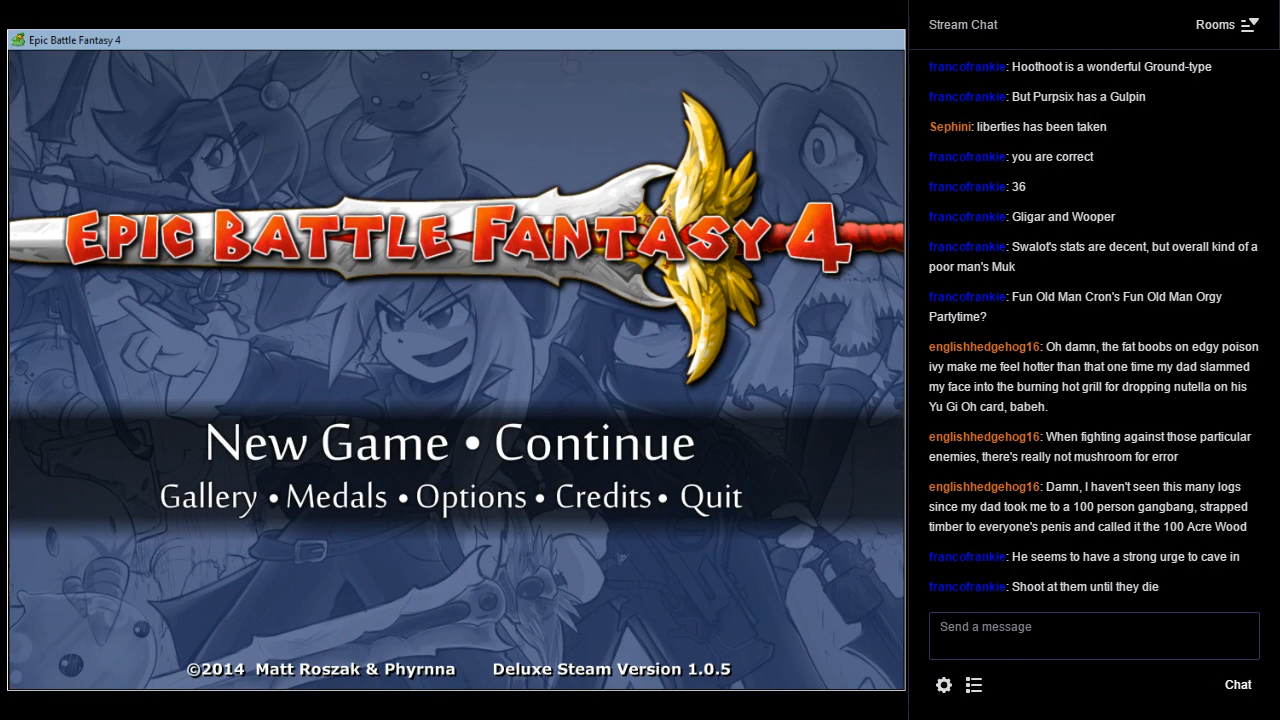 Epic Battle Fantasy 4
EPIC BATTLE FANTASY 4
New Game • Continue
Gallery • Medals • Options • Credits • Quit
©2014 Matt Roszak & Phyrnna Deluxe Steam Version 1.0.5
Stream Chat
Rooms
francofrankie: Hoothoot is a wonderful Ground-type
francofrankie: But Purpsix has a Gulpin
Sephini: liberties has been taken
francofrankie: you are correct
francofrankie: 36
francofrankie: Gligar and Wooper
francofrankie: Swalot's stats are decent, but overall kind of a
poor man's Muk
francofrankie: Fun Old Man Cron's Fun Old Man Orgy
Partytime?
englishhedgehog16: Oh damn, the fat boobs on edgy poison
ivy make me feel hotter than that one time my dad slammed
my face into the burning hot grill for dropping nutella on his
Yu Gi Oh card, babeh.
englishhedgehog16: When fighting against those particular
enemies, there's really not mushroom for error
englishhedgehog16: Damn, I haven't seen this many logs
since my dad took me to a 100 person gangbang, strapped
timber to everyone's penis and called it the 100 Acre Wood
francofrankie: He seems to have a strong urge to cave in
francofrankie: Shoot at them until they die
Send a message
Chat